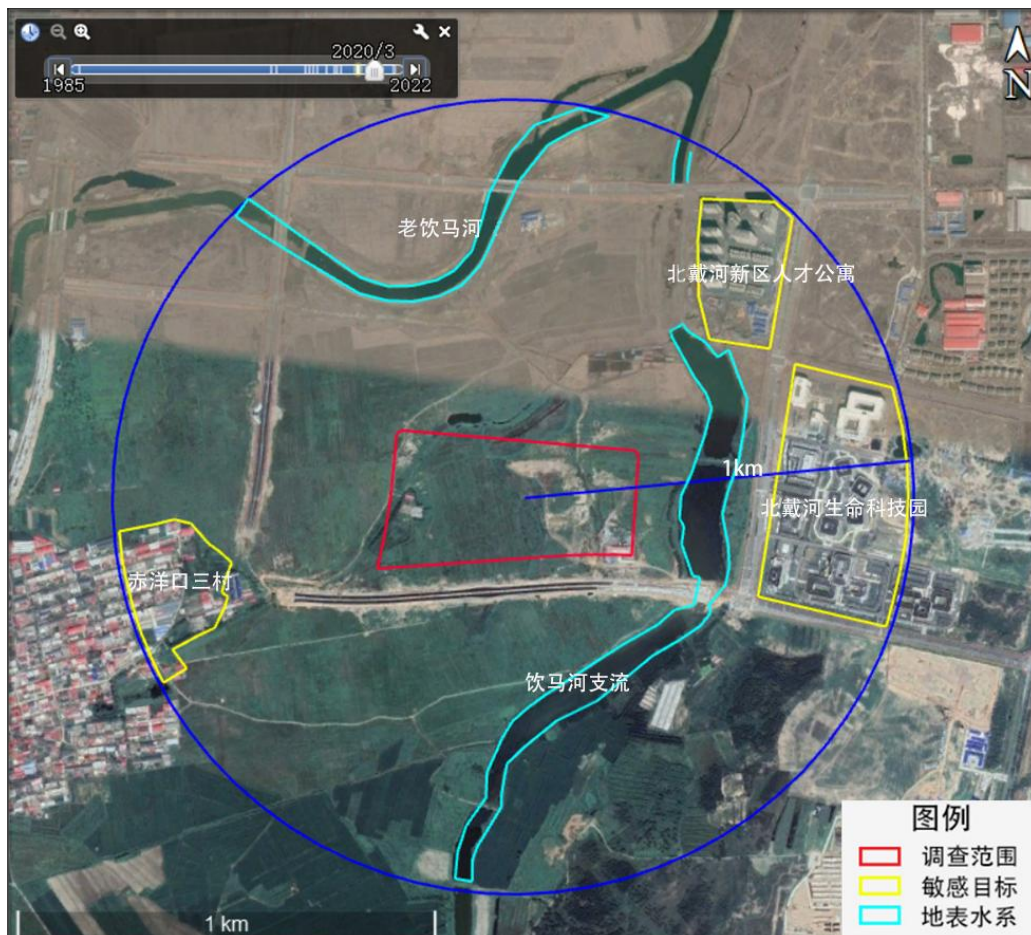 2020/3
1985
2022
N
老饮马河
北戴河新区人才公寓
1km
北戴河生命科技园
赤洋口三村
饮马河支流
图例
调查范围
敏感目标
地表水系
1 km